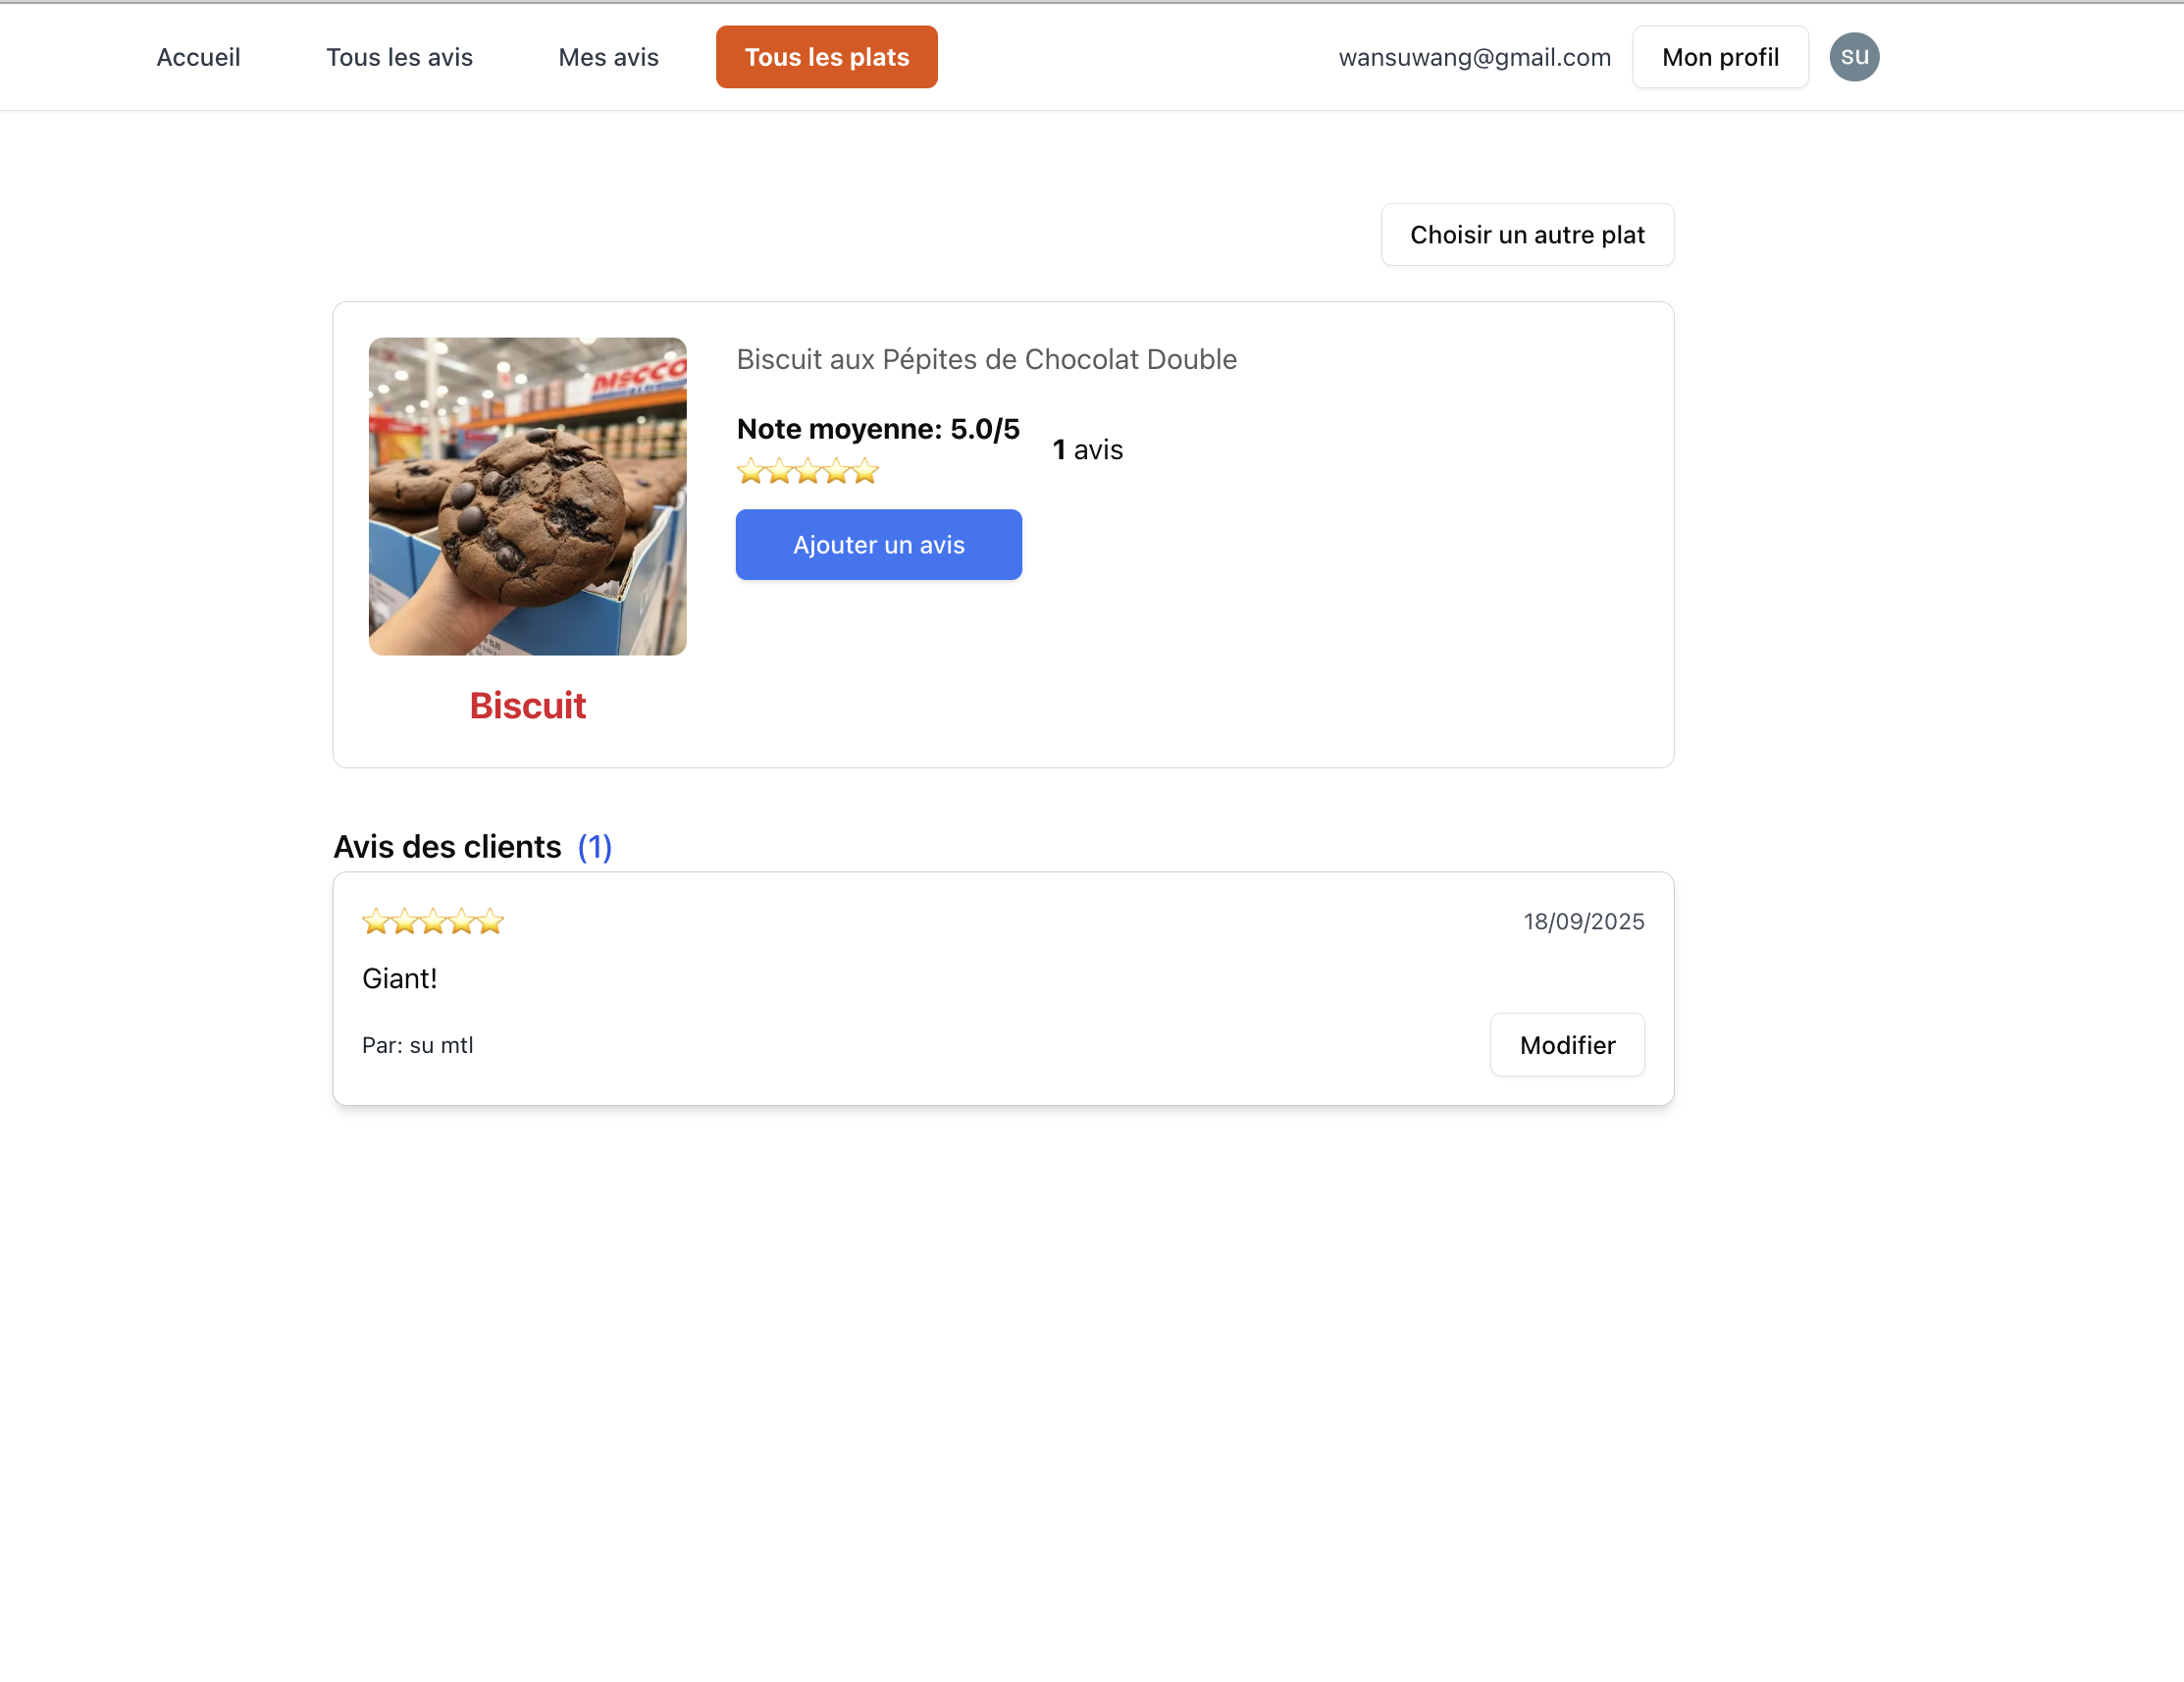 Accueil
Tous les avis
Mes avis
Tous les plats
wansuwang@gmail.com
Mon profil
su
Choisir un autre plat
Biscuit aux Pépites de Chocolat Double
Note moyenne: 5.0/5
1 avis
Ajouter un avis
Biscuit
Avis des clients (1)
18/09/2025
Giant!
Par: su mtl
Modifier